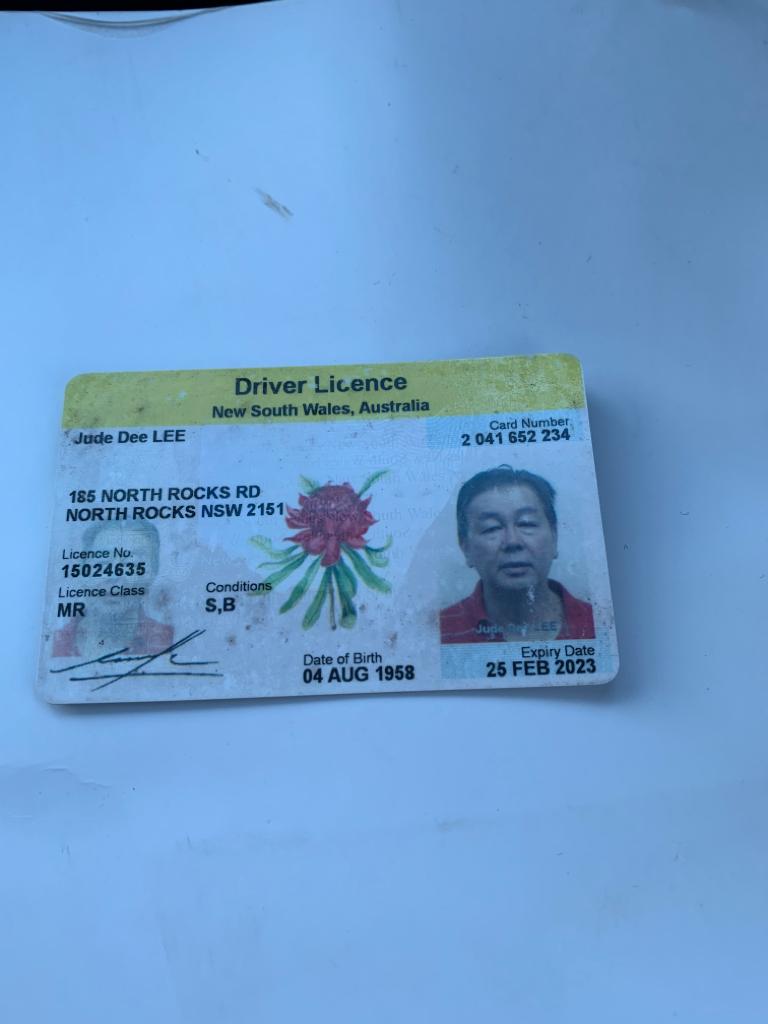 Driver Licence
New South Wales, Australia
Jude Dee LEE
Card Number
2 041 652 234
185 NORTH ROCKS RD
NORTH ROCKS NSW 2151
Licence No.
15024635
Licence Class
MR
Conditions
S,B
Jude Dee LEE
Date of Birth
04 AUG 1958
Expiry Date
25 FEB 2023